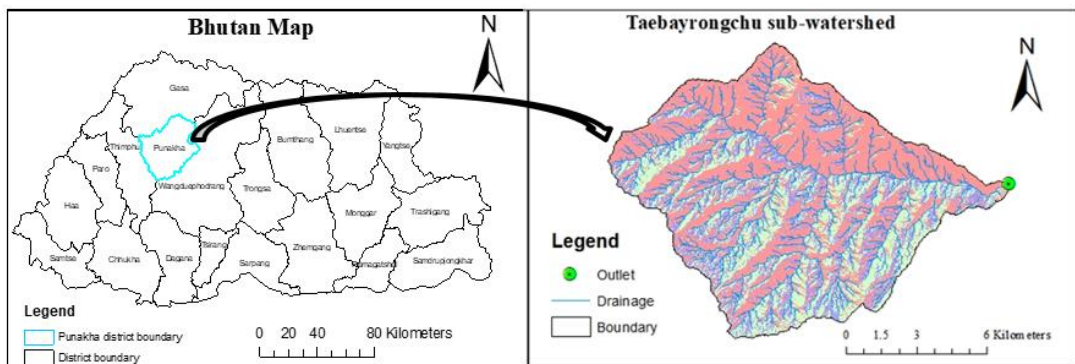 Bhutan Map
N
Gasa
Punakha
Thimphu
Paro
Haa
Wangduephodrang
Bumthang
Lhuentse
Yangtse
Trongsa
Monggar
Trashigang
Samtse
Chhukha
Dagana
Tsirang
Sarpang
Zhemgang
Samdrupjongkhar
Legend
Punakha district boundary
District boundary
0 20 40 80 Kilometers
Taebayrongchu sub-watershed
N
Legend
Outlet
Drainage
Boundary
0 1.5 3 6 Kilometers